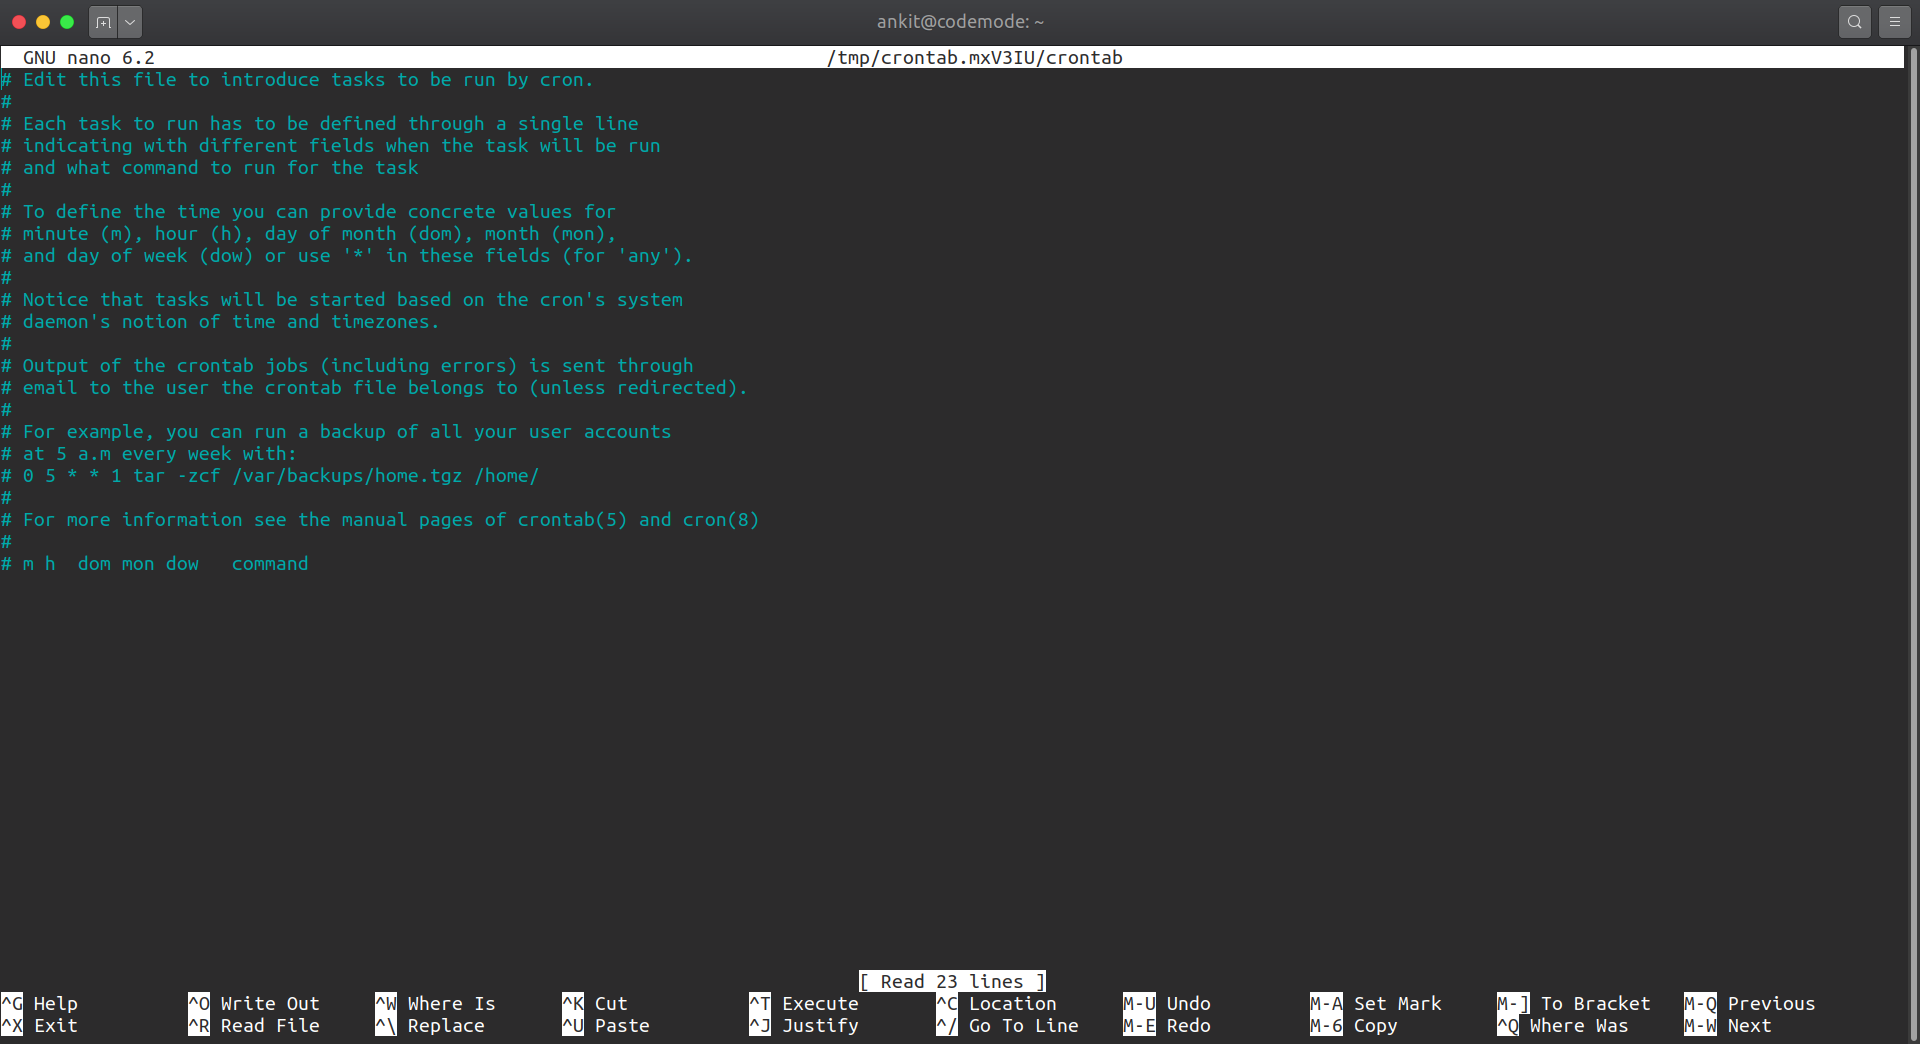 ankit@codemode: ~
GNU nano 6.2 /tmp/crontab.mxV3IU/crontab
# Edit this file to introduce tasks to be run by cron.
#
# Each task to run has to be defined through a single line
# indicating with different fields when the task will be run
# and what command to run for the task
#
# To define the time you can provide concrete values for
# minute (m), hour (h), day of month (dom), month (mon),
# and day of week (dow) or use '*' in these fields (for 'any').
#
# Notice that tasks will be started based on the cron's system
# daemon's notion of time and timezones.
#
# Output of the crontab jobs (including errors) is sent through
# email to the user the crontab file belongs to (unless redirected).
#
# For example, you can run a backup of all your user accounts
# at 5 a.m every week with:
# 0 5 * * 1 tar -zcf /var/backups/home.tgz /home/
#
# For more information see the manual pages of crontab(5) and cron(8)
#
# m h  dom mon dow   command
[ Read 23 lines ]
^G Help ^O Write Out ^W Where Is ^K Cut ^T Execute ^C Location M-U Undo M-A Set Mark M-] To Bracket M-Q Previous
^X Exit ^R Read File ^\ Replace ^U Paste ^J Justify ^/ Go To Line M-E Redo M-6 Copy ^Q Where Was M-W Next